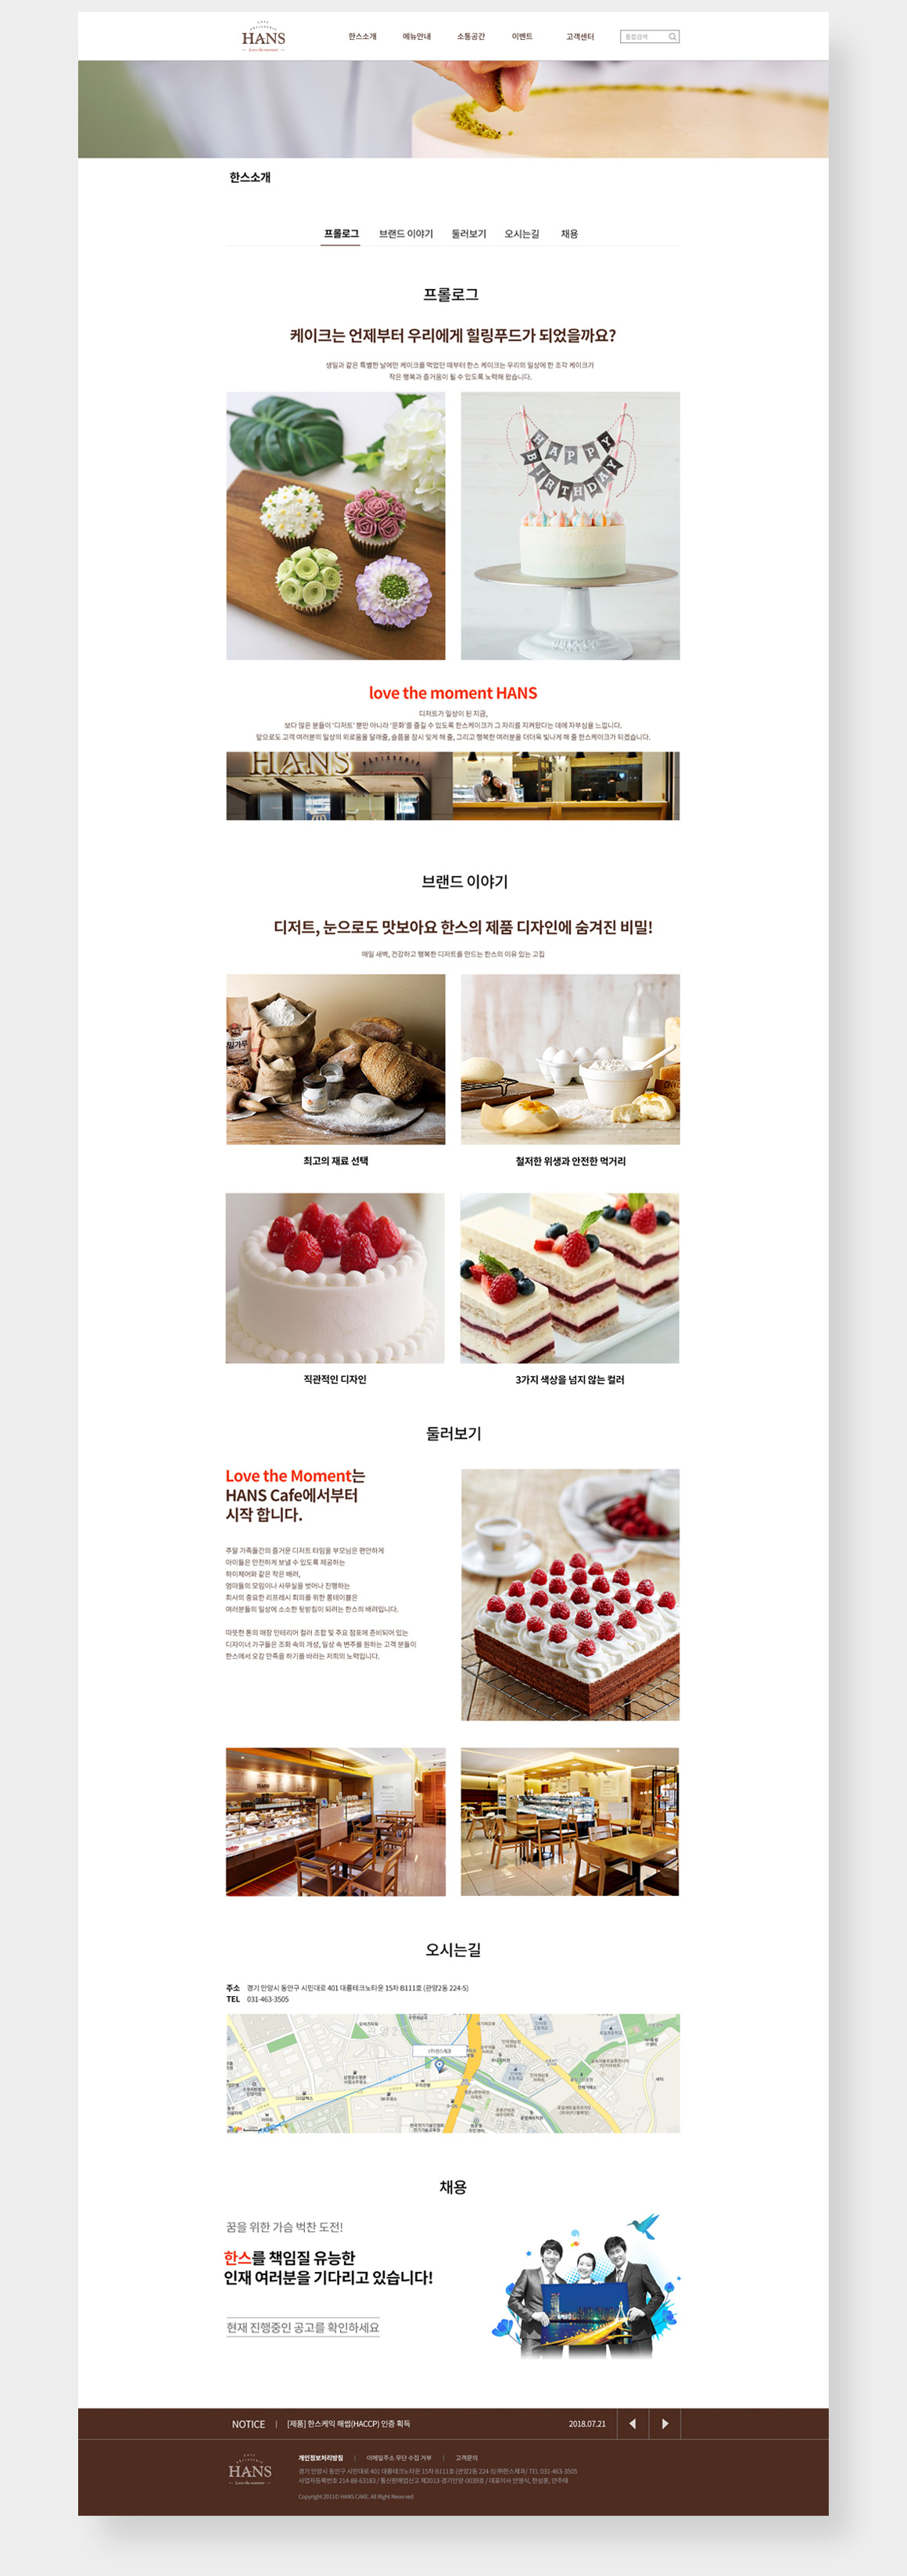 HANS
Love the moment
한스소개
메뉴안내
소통공간
이벤트
고객센터
통합검색
한스소개
프롤로그
브랜드 이야기
둘러보기
오시는길
채용
프롤로그
케이크는 언제부터 우리에게 힐링푸드가 되었을까요?
생일과 같은 특별한 날에만 케이크를 먹었던 때부터 한스 케이크는 우리의 일상에 한 조각 케이크가
작은 행복과 즐거움이 될 수 있도록 노력해 왔습니다.
HAPPY
BIRTHDAY
love the moment HANS
디저트가 일상이 된 지금,
보다 많은 분들이 '디저트' 뿐만 아니라 '문화'를 즐길 수 있도록 한스케이크가 그 자리를 지켜왔다는 데에 자부심을 느낍니다.
앞으로도 고객 여러분의 일상의 외로움을 달래줄, 슬픔을 잠시 잊게 해 줄, 그리고 행복한 여러분을 더더욱 빛나게 해 줄 한스케이크가 되겠습니다.
HANS
브랜드 이야기
디저트, 눈으로도 맛보아요 한스의 제품 디자인에 숨겨진 비밀!
매일 새벽, 건강하고 행복한 디저트를 만드는 한스의 이유 있는 고집
밀가루
최고의 재료 선택
철저한 위생과 안전한 먹거리
직관적인 디자인
3가지 색상을 넘지 않는 컬러
둘러보기
Love the Moment는
HANS Cafe에서부터
시작 합니다.
주말 가족들간의 즐거운 디저트 타임을 부모님은 편안하게
아이들은 안전하게 보낼 수 있도록 제공하는
하이체어와 같은 작은 배려,
엄마들의 모임이나 사무실을 벗어나 진행하는
회사의 중요한 리프레시 회의를 위한 롱테이블은
여러분들의 일상에 소소한 뒷받침이 되려는 한스의 배려입니다.
따뜻한 톤의 매장 인테리어 컬러 조합 및 주요 점포에 준비되어 있는
디자이너 가구들은 조화 속의 개성, 일상 속 변주를 원하는 고객 분들이
한스에서 오감 만족을 하기를 바라는 저희의 노력입니다.
HANS
오시는길
주소 경기 안양시 동안구 시민대로 401 대륭테크노타운 15차 B111호 (관양2동 224-5)
TEL 031-463-3505
관양2동
(주)한스제과
채용
꿈을 위한 가슴 벅찬 도전!
한스를 책임질 유능한
인재 여러분을 기다리고 있습니다!
현재 진행중인 공고를 확인하세요
NOTICE | [제품] 한스케익 해썹(HACCP) 인증 획득
2018.07.21
HANS
Love the moment
개인정보처리방침 | 이메일주소 무단 수집 거부 | 고객문의
경기 안양시 동안구 시민대로 401 대륭테크노타운 15차 B111호 (관양2동 224-5) ㈜한스제과/ TEL 031-463-3505
사업자등록번호 214-88-63183 / 통신판매업신고 제2013-경기안양-0039호 / 대표이사 안영식, 한성훈, 안주태
Copyright 2013© HANS CAKE. All Right Reserved